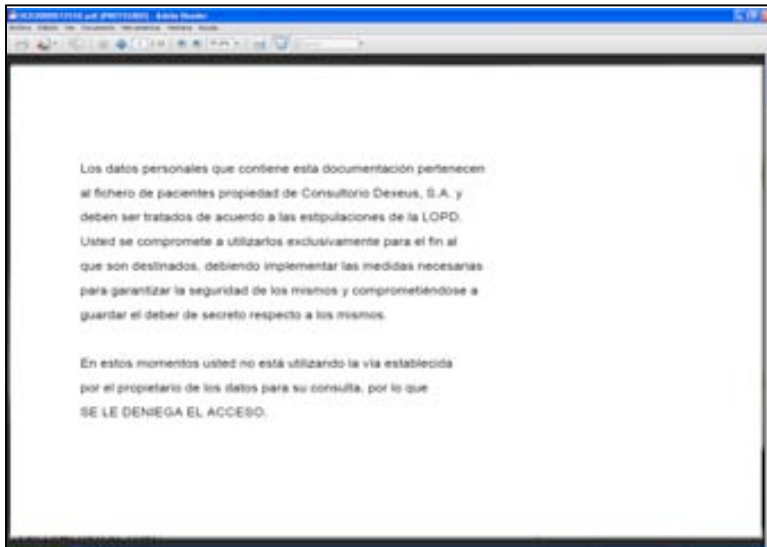 Adobe Reader
Los datos personales que contiene esta documentación pertenecen
al fichero de pacientes propiedad de Consultorio Dexeus, S.A. y
deben ser tratados de acuerdo a las estipulaciones de la LOPD.
Usted se compromete a utilizarlos exclusivamente para el fin al
que son destinados, debiendo implementar las medidas necesarias
para garantizar la seguridad de los mismos y comprometiéndose a
guardar el deber de secreto respecto a los mismos.
En estos momentos usted no está utilizando la vía establecida
por el propietario de los datos para su consulta, por lo que
SE LE DENIEGA EL ACCESO.